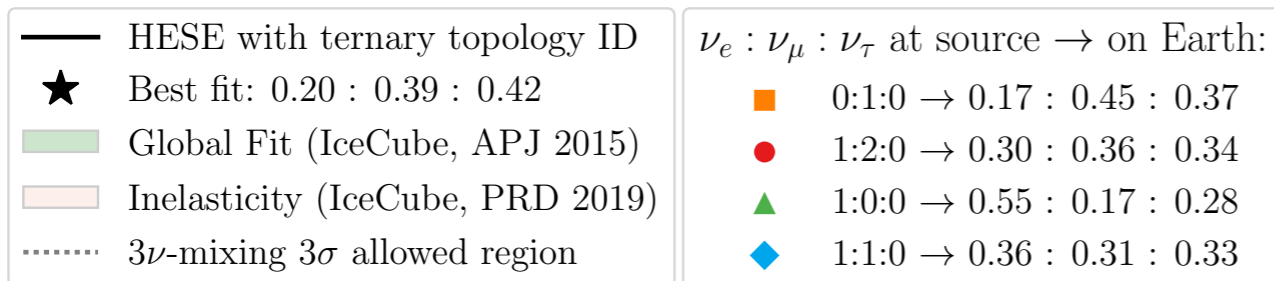 HESE with ternary topology ID
Best fit: 0.20 : 0.39 : 0.42
Global Fit (IceCube, APJ 2015)
Inelasticity (IceCube, PRD 2019)
3ν-mixing 3σ allowed region
νₑ : ν_μ : ν_τ at source → on Earth:
0:1:0 → 0.17 : 0.45 : 0.37
1:2:0 → 0.30 : 0.36 : 0.34
1:0:0 → 0.55 : 0.17 : 0.28
1:1:0 → 0.36 : 0.31 : 0.33